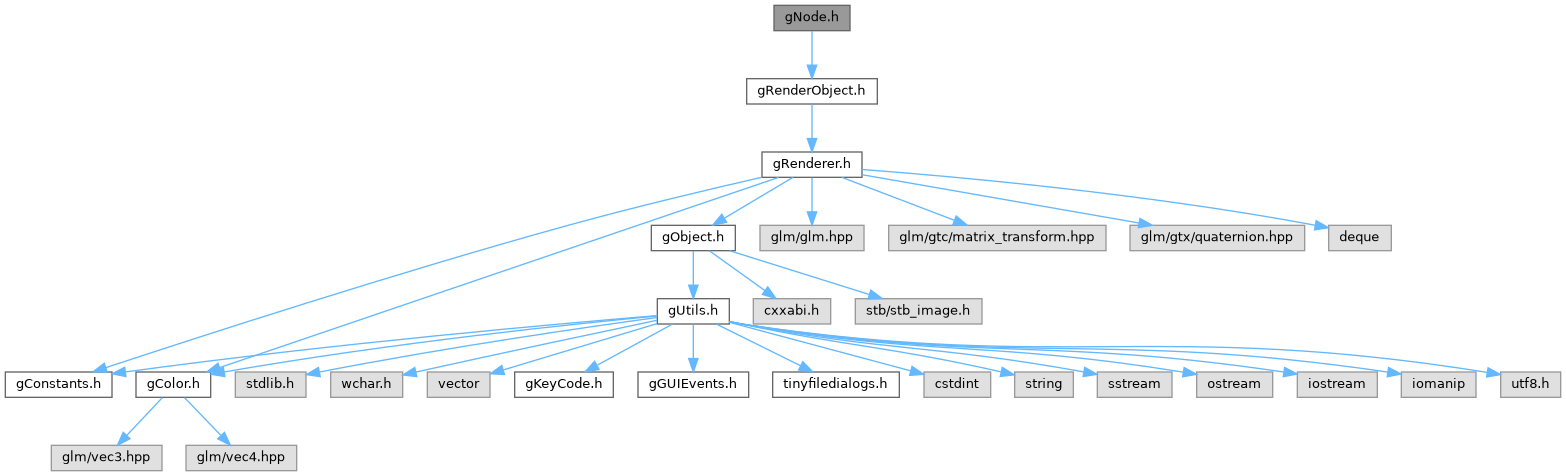 gNode.h
gRenderObject.h
gRenderer.h
gObject.h
glm/glm.hpp
glm/gtc/matrix_transform.hpp
glm/gtx/quaternion.hpp
deque
gUtils.h
cxxabi.h
stb/stb_image.h
gConstants.h
gColor.h
stdlib.h
wchar.h
vector
gKeyCode.h
gGUIEvents.h
tinyfiledialogs.h
cstdint
string
sstream
ostream
iostream
iomanip
utf8.h
glm/vec3.hpp
glm/vec4.hpp